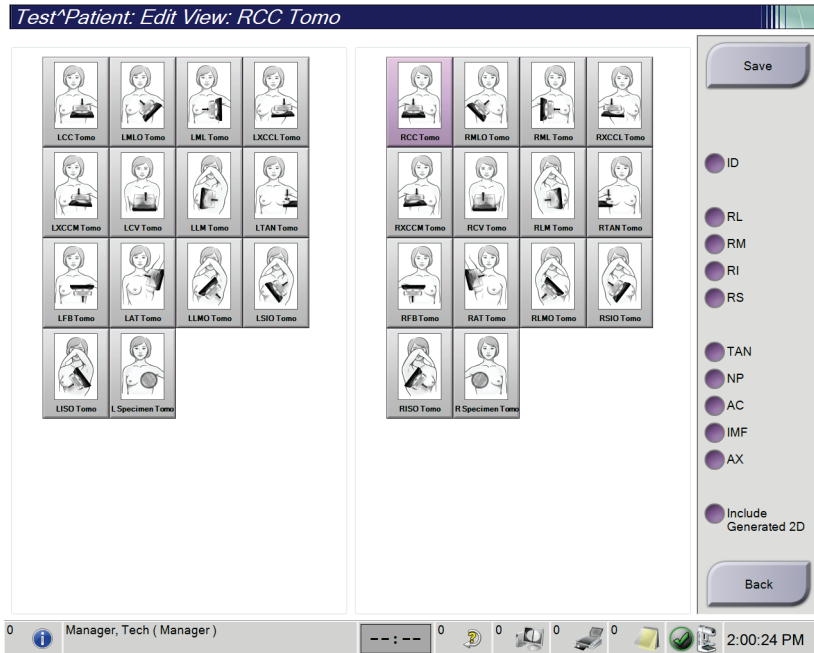 Test^Patient: Edit View: RCC Tomo
LCC Tomo LMLO Tomo LML Tomo LXCCL Tomo
LXCCM Tomo LCV Tomo LLM Tomo LTAN Tomo
LFB Tomo LAT Tomo LLMO Tomo LSIO Tomo
LISO Tomo L Specimen Tomo
RCC Tomo RMLO Tomo RML Tomo RXCCL Tomo
RXCCM Tomo RCV Tomo RLM Tomo RTAN Tomo
RFB Tomo RAT Tomo RLMO Tomo RSIO Tomo
RISO Tomo R Specimen Tomo
Save
ID
RL
RM
RI
RS
TAN
NP
AC
IMF
AX
Include
Generated 2D
Back
0 Manager, Tech ( Manager ) --:-- 0 0 0 0 2:00:24 PM